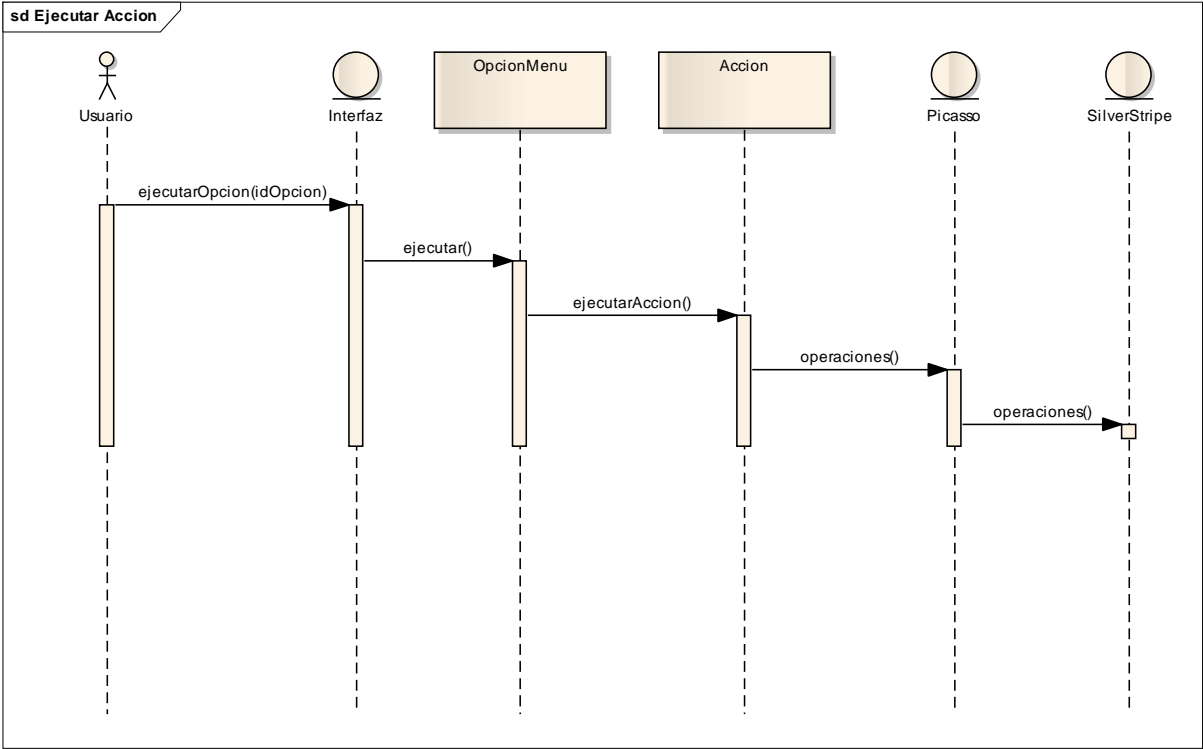 sd Ejecutar Accion
OpcionMenu
Accion
Usuario
Interfaz
Picasso
SilverStripe
ejecutarOpcion(idOpcion)
ejecutar()
ejecutarAccion()
operaciones()
operaciones()